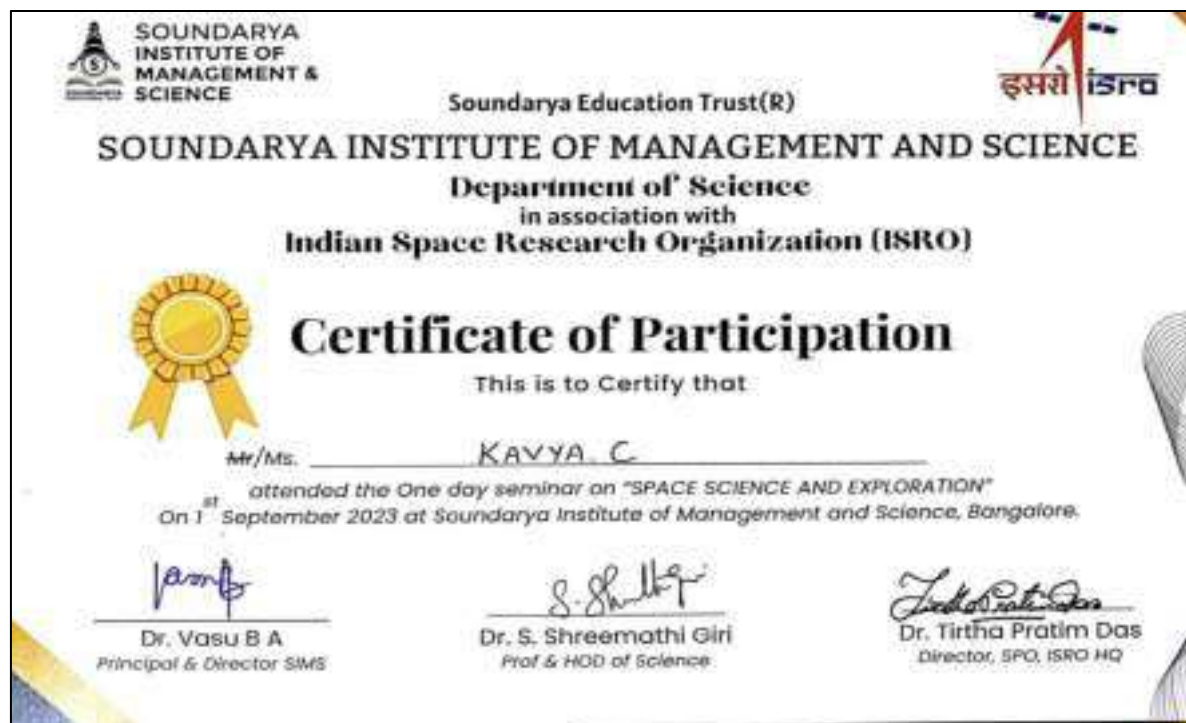 SOUNDARYA
INSTITUTE OF
MANAGEMENT &
SCIENCE
इसरो isro
Soundarya Education Trust(R)
SOUNDARYA INSTITUTE OF MANAGEMENT AND SCIENCE
Department of Science
in association with
Indian Space Research Organization (ISRO)
Certificate of Participation
This is to Certify that
Mr/Ms. KAVYA. C
attended the One day seminar on "SPACE SCIENCE AND EXPLORATION"
On 1st September 2023 at Soundarya Institute of Management and Science, Bangalore.
Dr. Vasu B A
Principal & Director SIMS
S. Dr. S. Shreemathi Giri
Prof & HOD of Science
Dr. Tirtha Pratim Das
Director, SPO, ISRO HQ